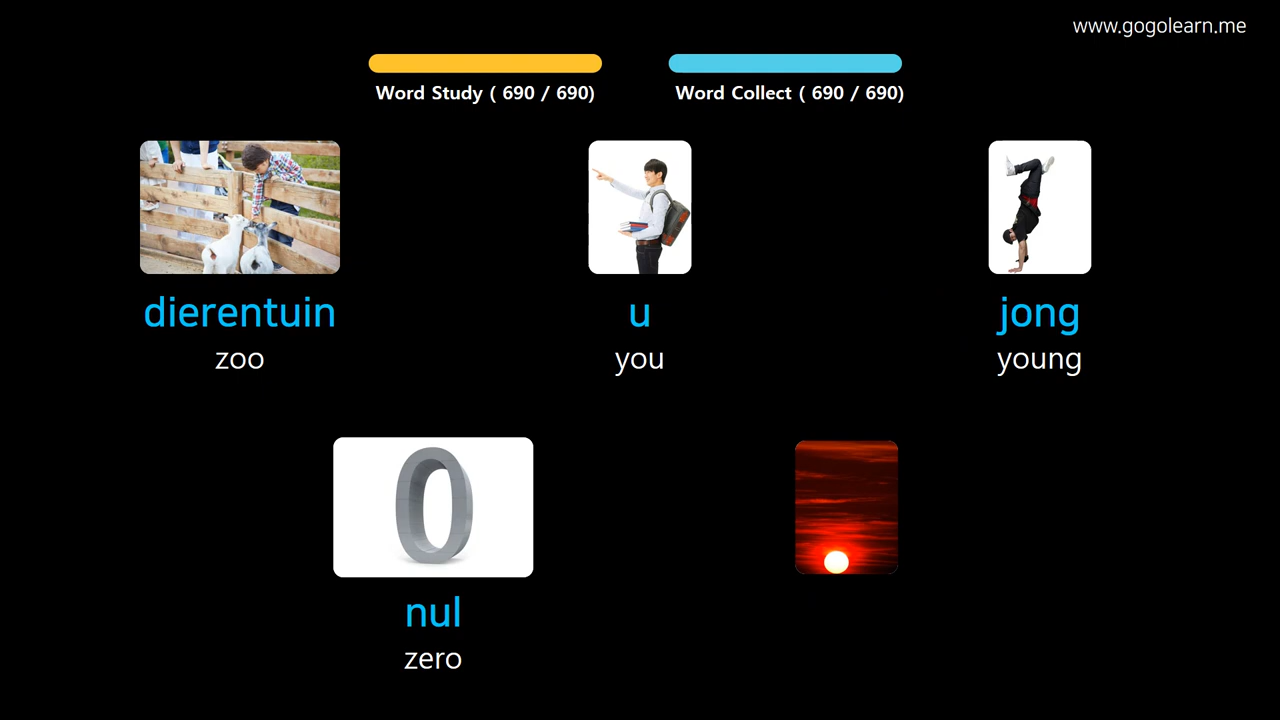 www.gogolearn.me
Word Study ( 690 / 690)
Word Collect ( 690 / 690)
dierentuin
zoo
u
you
jong
young
nul
zero